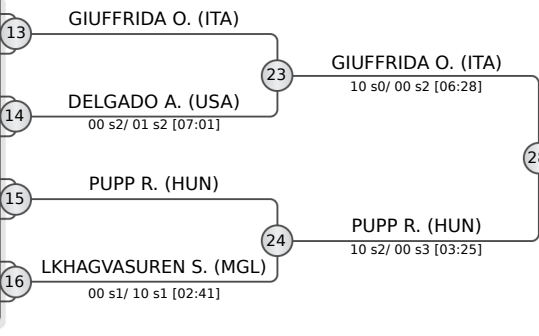 13
GIUFFRIDA O. (ITA)
23
GIUFFRIDA O. (ITA)
10 s0/ 00 s2 [06:28]
14
DELGADO A. (USA)
00 s2/ 01 s2 [07:01]
15
PUPP R. (HUN)
24
PUPP R. (HUN)
10 s2/ 00 s3 [03:25]
16
LKHAGVASUREN S. (MGL)
00 s1/ 10 s1 [02:41]